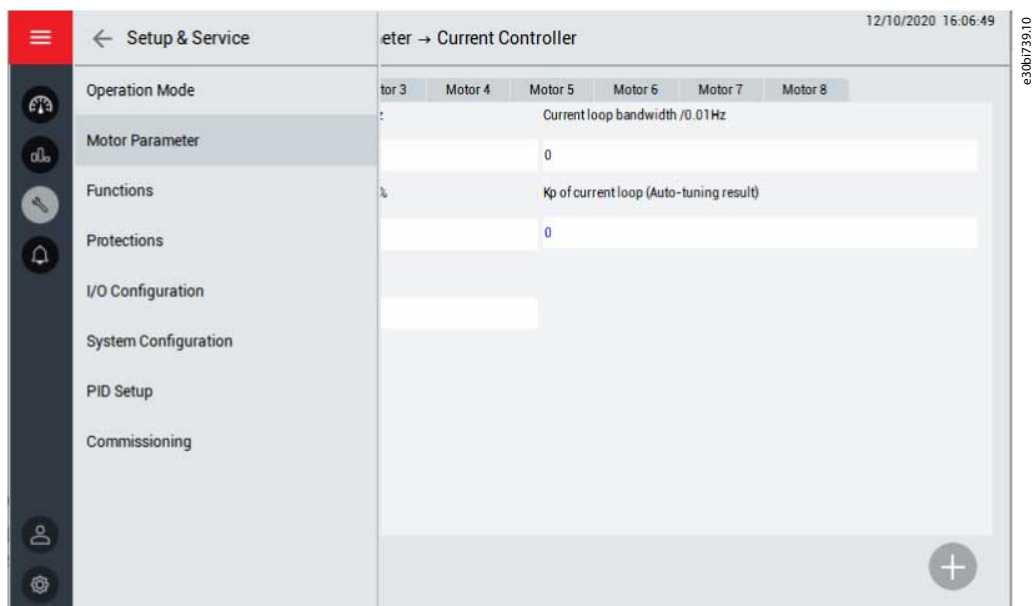 12/10/2020 16:06:49
Setup & Service
eter → Current Controller
Operation Mode
tor 3 Motor 4 Motor 5 Motor 6 Motor 7 Motor 8
Current loop bandwidth /0.01Hz
Motor Parameter
0
Functions
% Kp of current loop (Auto-tuning result)
Protections
0
I/O Configuration
System Configuration
PID Setup
Commissioning
e30bi739.10